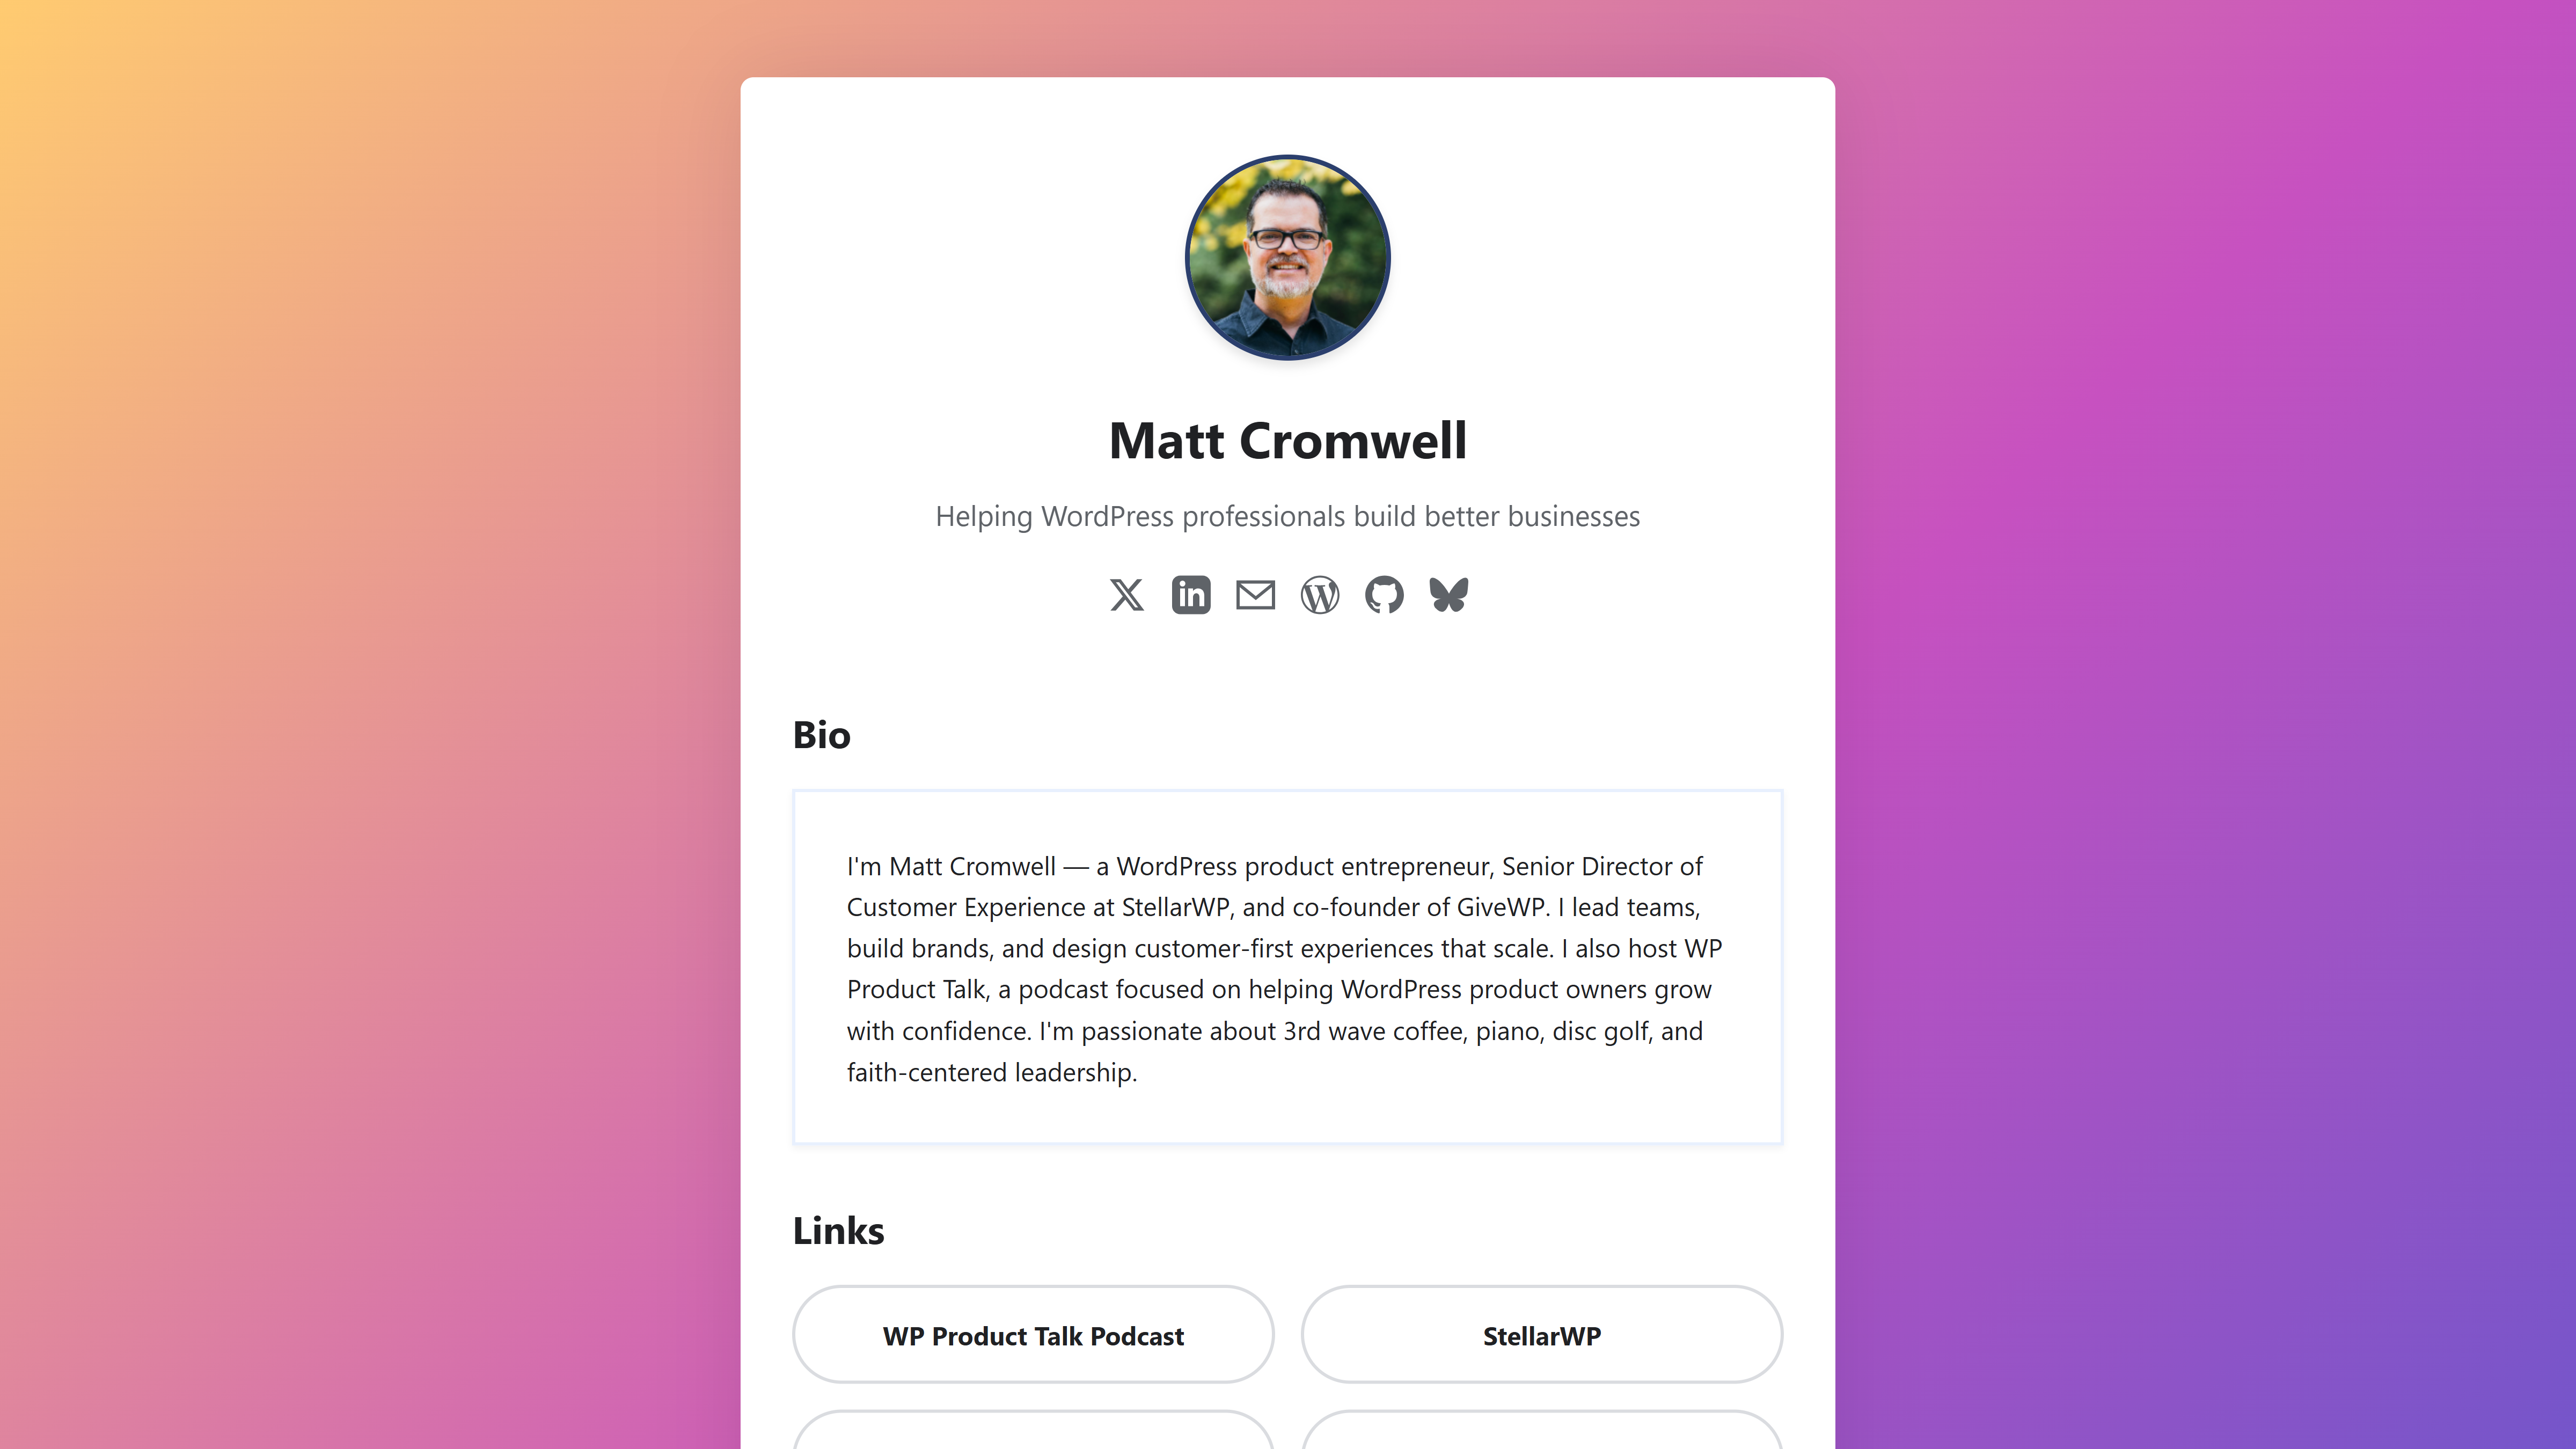 Matt Cromwell
Helping WordPress professionals build better businesses
Bio
I'm Matt Cromwell — a WordPress product entrepreneur, Senior Director of
Customer Experience at StellarWP, and co-founder of GiveWP. I lead teams,
build brands, and design customer-first experiences that scale. I also host WP
Product Talk, a podcast focused on helping WordPress product owners grow
with confidence. I'm passionate about 3rd wave coffee, piano, disc golf, and
faith-centered leadership.
Links
WP Product Talk Podcast
StellarWP